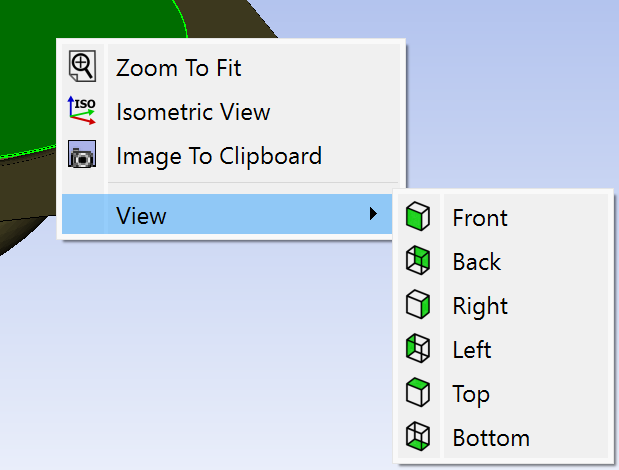 Zoom To Fit
ISO
Isometric View
Image To Clipboard
View
Front
Back
Right
Left
Top
Bottom